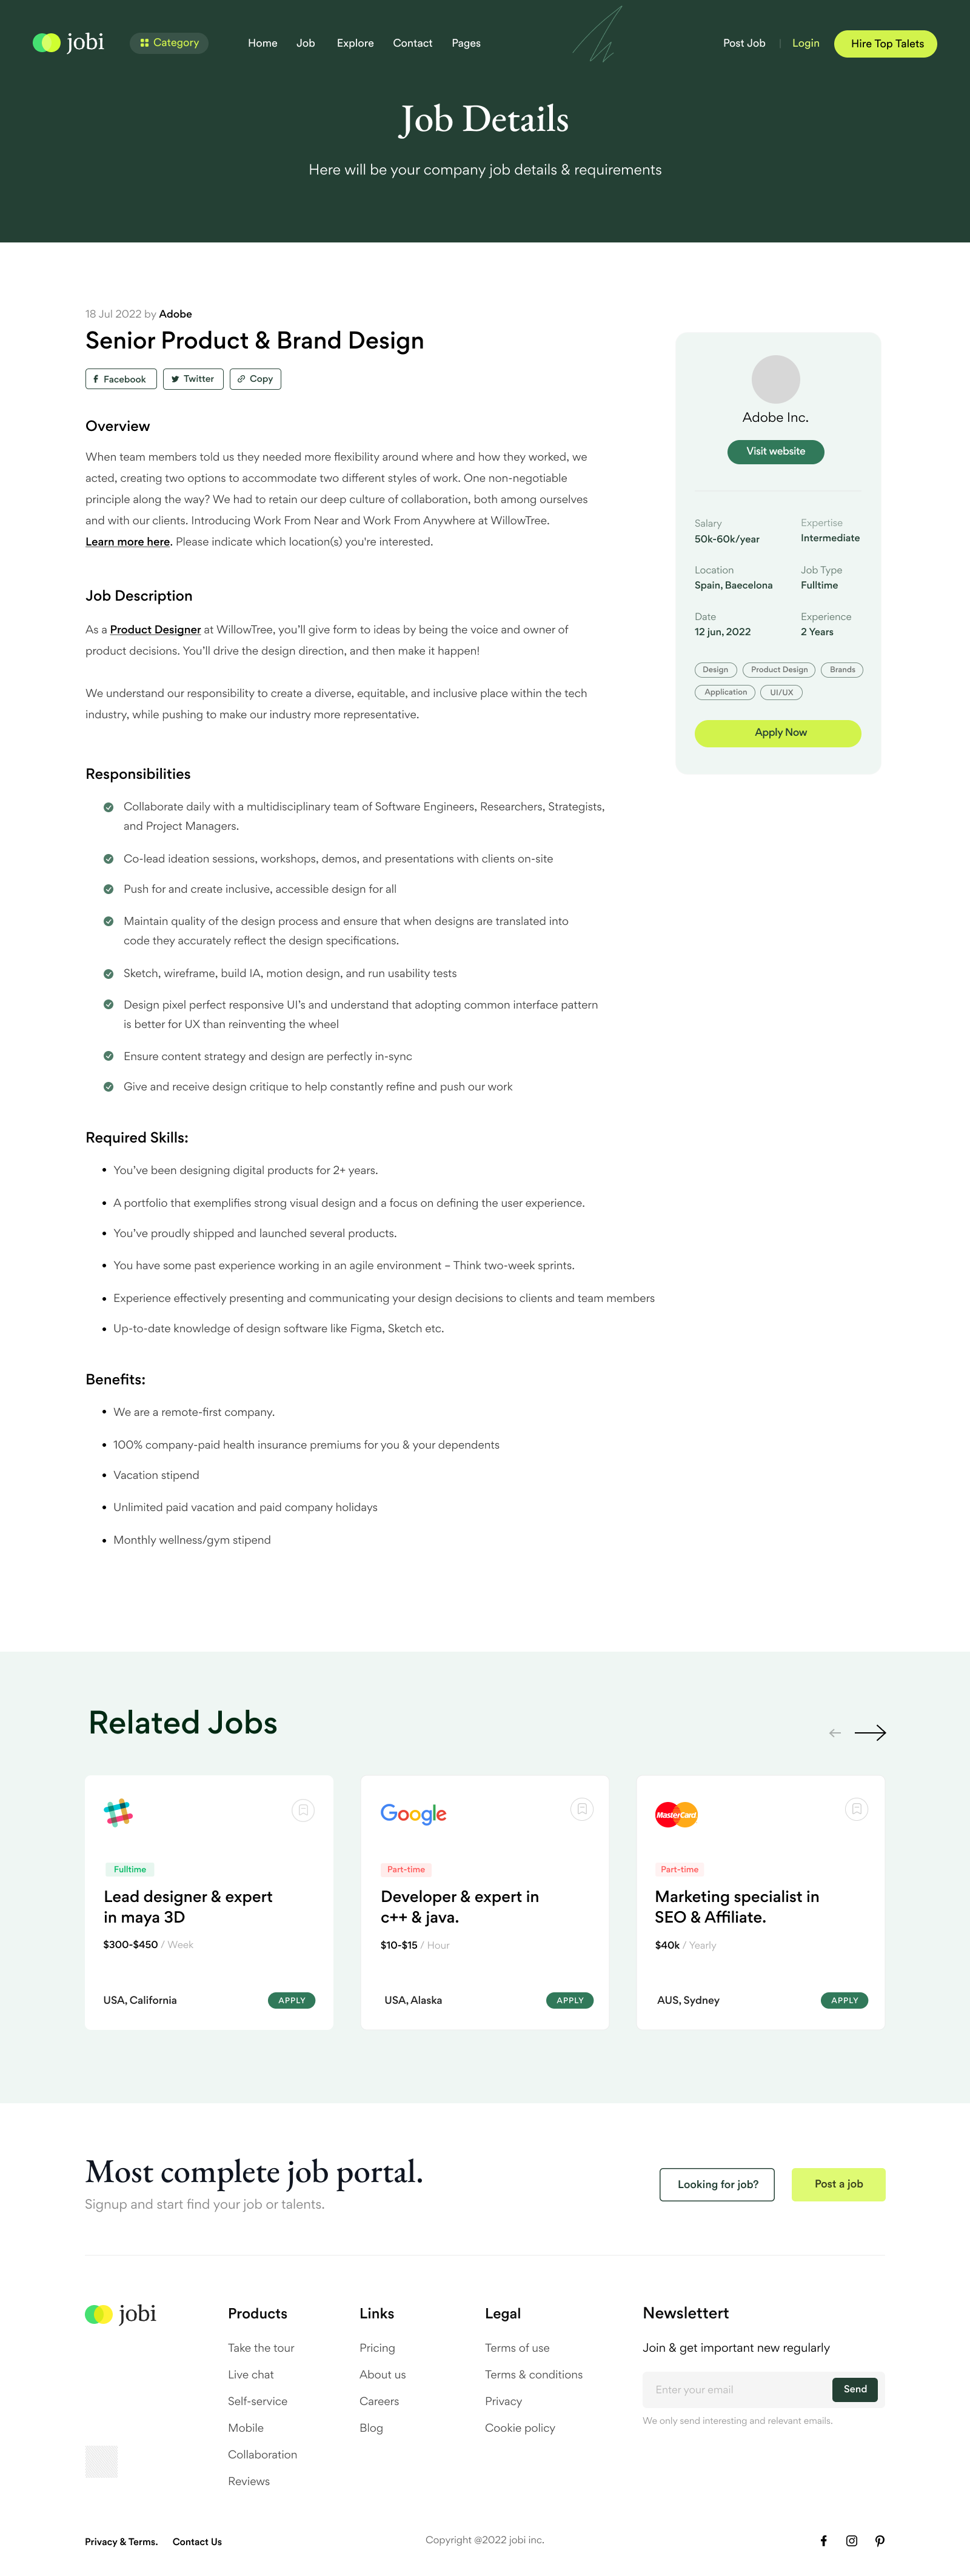 jobi
Category
Home Job Explore Contact Pages
Post Job Login Hire Top Talets
Job Details
Here will be your company job details & requirements
18 Jul 2022 by Adobe
Senior Product & Brand Design
Facebook Twitter Copy
Overview
When team members told us they needed more flexibility around where and how they worked, we
acted, creating two options to accommodate two different styles of work. One non-negotiable
principle along the way? We had to retain our deep culture of collaboration, both among ourselves
and with our clients. Introducing Work From Near and Work From Anywhere at WillowTree.
Learn more here. Please indicate which location(s) you're interested.
Job Description
As a Product Designer at WillowTree, you'll give form to ideas by being the voice and owner of
product decisions. You'll drive the design direction, and then make it happen!
We understand our responsibility to create a diverse, equitable, and inclusive place within the tech
industry, while pushing to make our industry more representative.
Responsibilities
Collaborate daily with a multidisciplinary team of Software Engineers, Researchers, Strategists,
and Project Managers.
Co-lead ideation sessions, workshops, demos, and presentations with clients on-site
Push for and create inclusive, accessible design for all
Maintain quality of the design process and ensure that when designs are translated into
code they accurately reflect the design specifications.
Sketch, wireframe, build IA, motion design, and run usability tests
Design pixel perfect responsive UI's and understand that adopting common interface pattern
is better for UX than reinventing the wheel
Ensure content strategy and design are perfectly in-sync
Give and receive design critique to help constantly refine and push our work
Required Skills:
You've been designing digital products for 2+ years.
A portfolio that exemplifies strong visual design and a focus on defining the user experience.
You've proudly shipped and launched several products.
You have some past experience working in an agile environment – Think two-week sprints.
Experience effectively presenting and communicating your design decisions to clients and team members
Up-to-date knowledge of design software like Figma, Sketch etc.
Benefits:
We are a remote-first company.
100% company-paid health insurance premiums for you & your dependents
Vacation stipend
Unlimited paid vacation and paid company holidays
Monthly wellness/gym stipend
Adobe Inc.
Visit website
Salary Expertise
50k-60k/year Intermediate
Location Job Type
Spain, Baecelona Fulltime
Date Experience
12 jun, 2022 2 Years
Design Product Design Brands
Application UI/UX
Apply Now
Related Jobs
Fulltime
Lead designer & expert
in maya 3D
$300-$450 / Week
USA, California APPLY
Google
Part-time
Developer & expert in
c++ & java.
$10-$15 / Hour
USA, Alaska APPLY
MasterCard
Part-time
Marketing specialist in
SEO & Affiliate.
$40k / Yearly
AUS, Sydney APPLY
Most complete job portal.
Signup and start find your job or talents.
Looking for job? Post a job
jobi
Products
Take the tour
Live chat
Self-service
Mobile
Collaboration
Reviews
Links
Pricing
About us
Careers
Blog
Legal
Terms of use
Terms & conditions
Privacy
Cookie policy
Newslettert
Join & get important new regularly
Enter your email Send
We only send interesting and relevant emails.
Privacy & Terms. Contact Us
Copyright @2022 jobi inc.